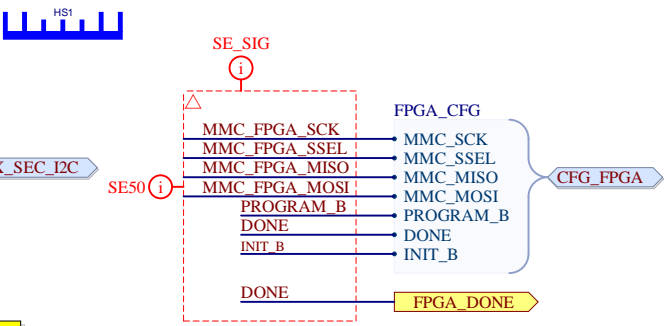 HS1
SE_SIG
i
FPGA_CFG
MMC_FPGA_SCK
MMC_SCK
MMC_FPGA_SSEL
MMC_SSEL
X_SEC_I2C
MMC_FPGA_MISO
MMC_MISO
CFG_FPGA
SE50
i
MMC_FPGA_MOSI
MMC_MOSI
PROGRAM_B
PROGRAM_B
DONE
DONE
INIT_B
INIT_B
DONE
FPGA_DONE